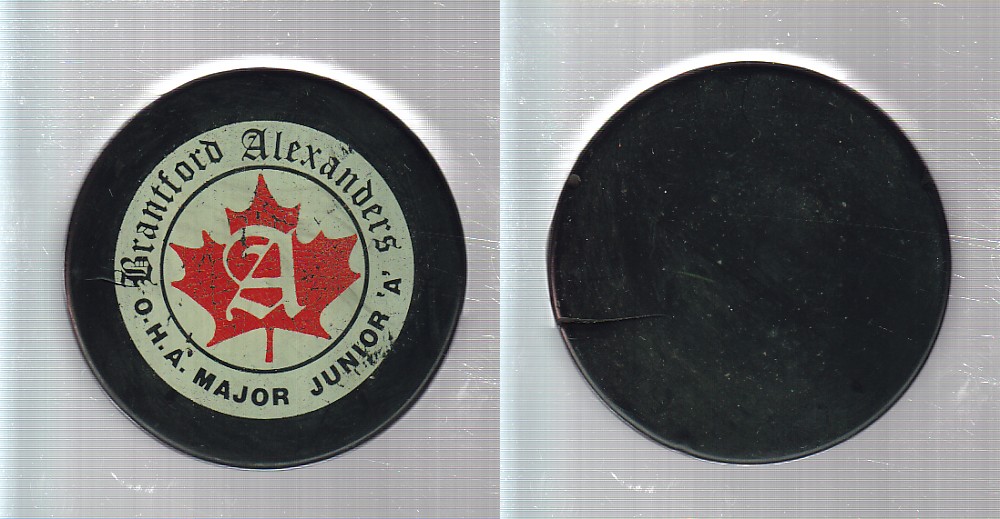 Brantford Alexanders
A
O.H.A. MAJOR JUNIOR 'A'